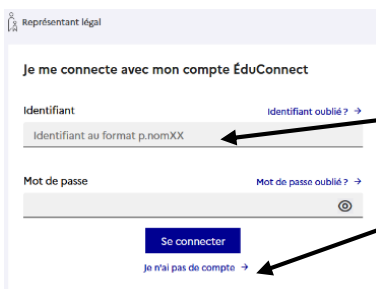 Représentant légal
Je me connecte avec mon compte ÉduConnect
Identifiant Identifiant oublié ? →
Identifiant au format p.nomXX
Mot de passe Mot de passe oublié ? →
Se connecter
Je n'ai pas de compte →